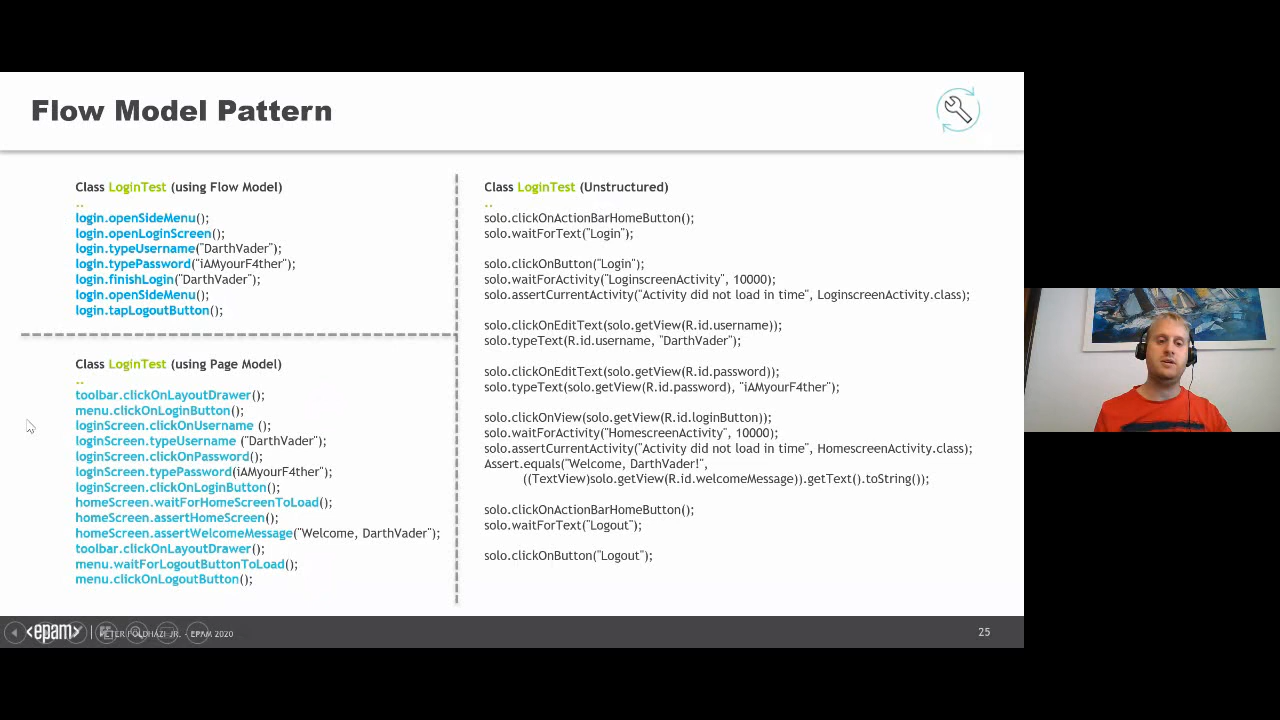 Flow Model Pattern
Class LoginTest (using Flow Model)
..
login.openSideMenu();
login.openLoginScreen();
login.typeUsername("DarthVader");
login.typePassword("iAMyourF4ther");
login.finishLogin("DarthVader");
login.openSIdeMenu();
login.tapLogoutButton();
Class LoginTest (using Page Model)
..
toolbar.clickOnLayoutDrawer();
menu.clickOnLoginButton();
loginScreen.clickOnUsername ();
loginScreen.typeUsername ("DarthVader");
loginScreen.clickOnPassword();
loginScreen.typePassword(iAMyourF4ther");
loginScreen.clickOnLoginButton();
homeScreen.waitForHomeScreenToLoad();
homeScreen.assertHomeScreen();
homeScreen.assertWelcomeMessage("Welcome, DarthVader");
toolbar.clickOnLayoutDrawer();
menu.waitForLogoutButtonToLoad();
menu.clickOnLogoutButton();
Class LoginTest (Unstructured)
..
solo.clickOnActionBarHomeButton();
solo.waitForText("Login");
solo.clickOnButton("Login");
solo.waitForActivity("LoginscreenActivity", 10000);
solo.assertCurrentActivity("Activity did not load in time", LoginscreenActivity.class);
solo.clickOnEditText(solo.getView(R.id.username));
solo.typeText(R.id.username, "DarthVader");
solo.clickOnEditText(solo.getView(R.id.password));
solo.typeText(solo.getView(R.id.password), "iAMyourF4ther");
solo.clickOnView(solo.getView(R.id.loginButton));
solo.waitForActivity("HomescreenActivity", 10000);
solo.assertCurrentActivity("Activity did not load in time", HomescreenActivity.class);
Assert.equals("Welcome, DarthVader!",
((TextView)solo.getView(R.id.welcomeMessage)).getText().toString());
solo.clickOnActionBarHomeButton();
solo.waitForText("Logout");
solo.clickOnButton("Logout");
<epam> | PETER FOLDHAZI JR. - EPAM 2020
25